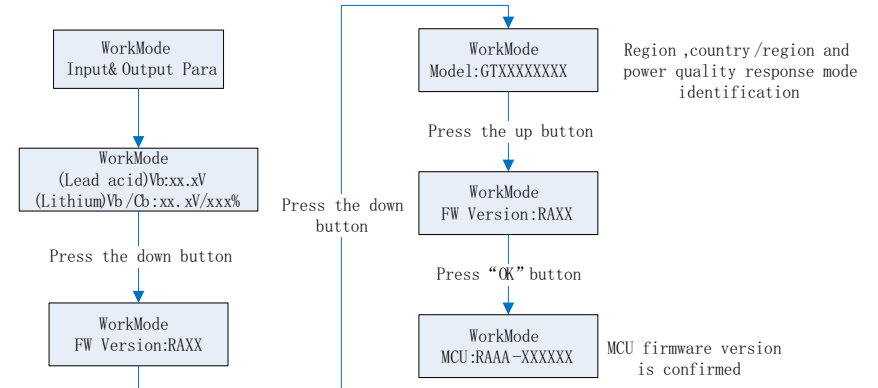 WorkMode
Input& Output Para
WorkMode
(Lead acid)Vb:xx.xV
(Lithium)Vb/Cb:xx.xV/xxx%
Press the down button
WorkMode
FW Version:RAXX
Press the down
button
WorkMode
Model:GTXXXXXXXX
Region ,country/region and
power quality response mode
identification
Press the up button
WorkMode
FW Version:RAXX
Press “OK” button
WorkMode
MCU:RAAA-XXXXXX
MCU firmware version
is confirmed